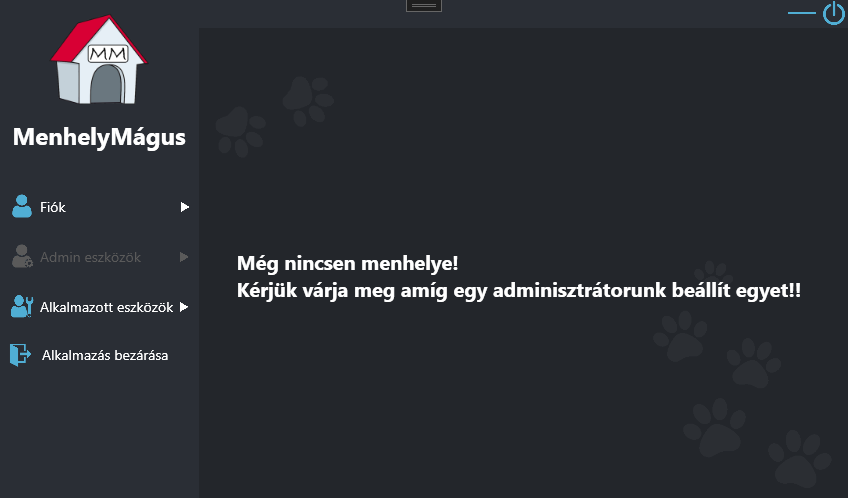 MM
MenhelyMágus
Fiók
Admin eszközök
Alkalmazott eszközök
Alkalmazás bezárása
Még nincsen menhelye!
Kérjük várja meg amíg egy adminisztrátorunk beállít egyet!!